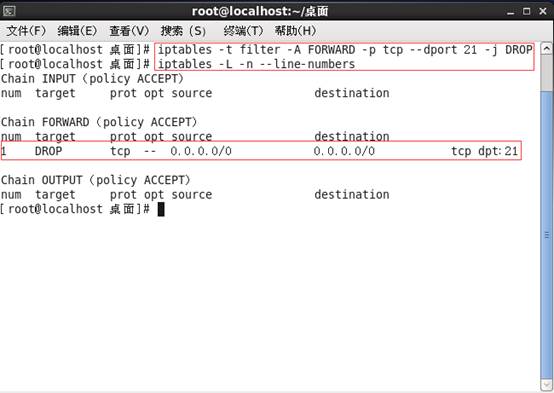 root@localhost:~/桌面
文件(F) 编辑(E) 查看(V) 搜索 (S) 终端(T) 帮助(H)
[root@localhost 桌面]# iptables -t filter -A FORWARD -p tcp --dport 21 -j DROP
[root@localhost 桌面]# iptables -L -n --line-numbers
Chain INPUT (policy ACCEPT)
num target prot opt source destination
Chain FORWARD (policy ACCEPT)
num target prot opt source destination
1 DROP tcp -- 0.0.0.0/0 0.0.0.0/0 tcp dpt:21
Chain OUTPUT (policy ACCEPT)
num target prot opt source destination
[root@localhost 桌面]#